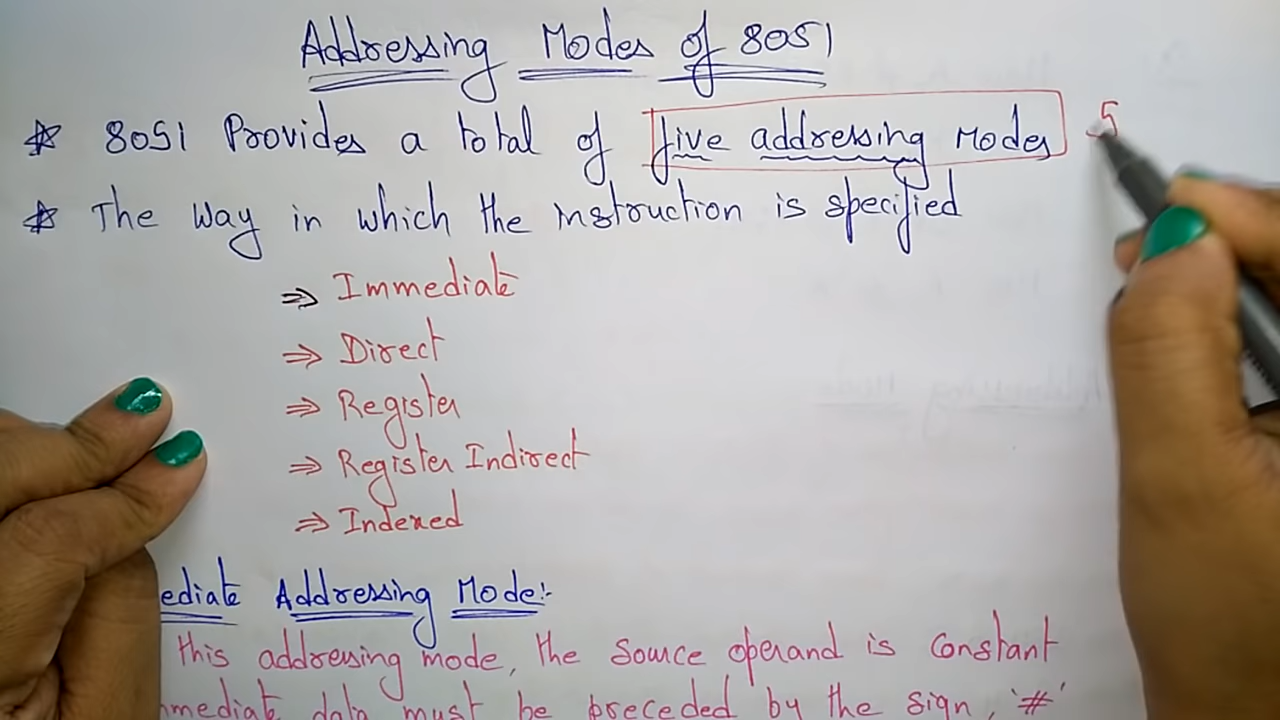 Addressing Modes of 8051
☆ 8051 Provides a total of five addressing Modes 5
☆ The way in which the instruction is specified
⇒ Immediate
⇒ Direct
⇒ Register
⇒ Register Indirect
⇒ Indexed
ediate Addressing Mode:-
this addressing mode, the source operand is constant
mmediate data must be preceded by the sign, '#'